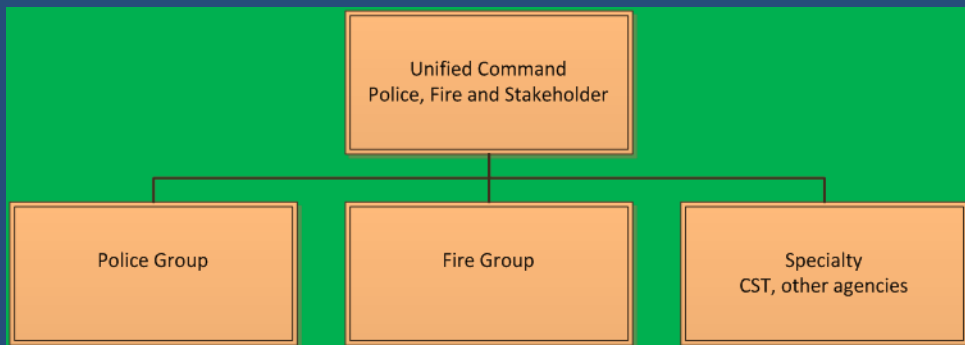 Unified Command
Police, Fire and Stakeholder
Police Group
Fire Group
Specialty
CST, other agencies